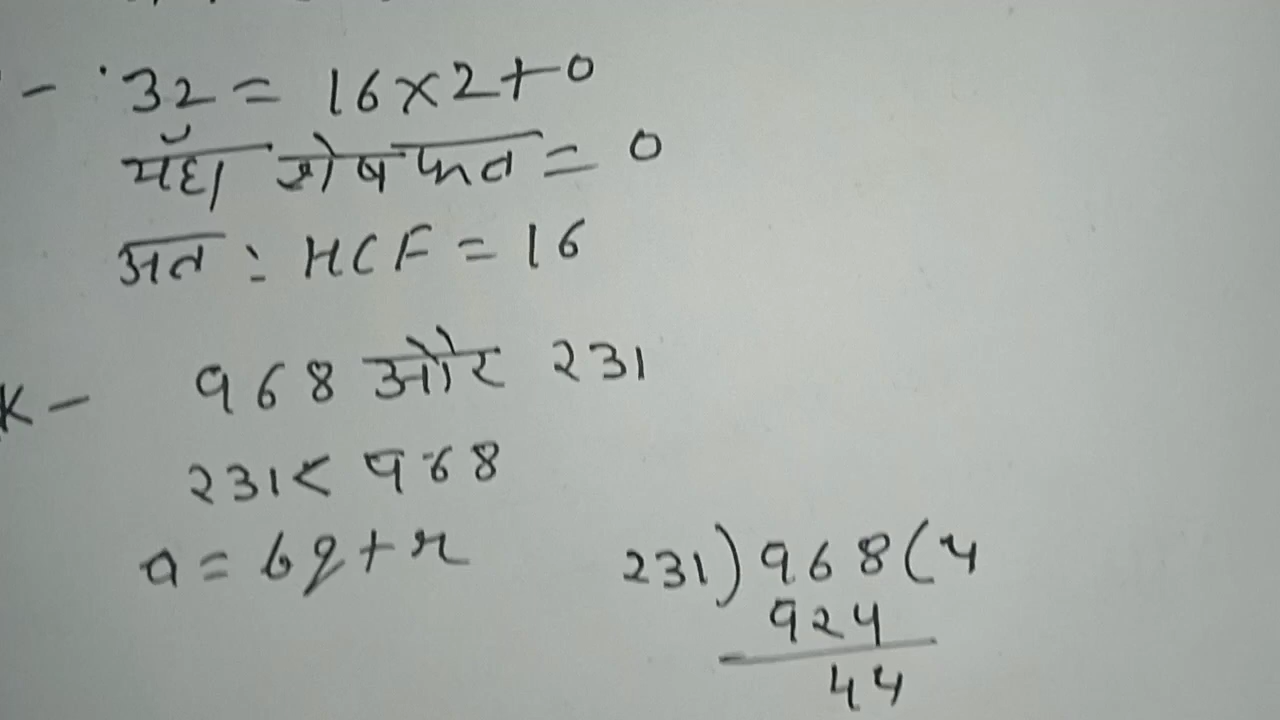 - 32 = 16×2+0
यँहा शेषफल = 0
अत : HCF = 16
K - 968 और 231
231 < 968
a = bq+r
231)968(4
924
44